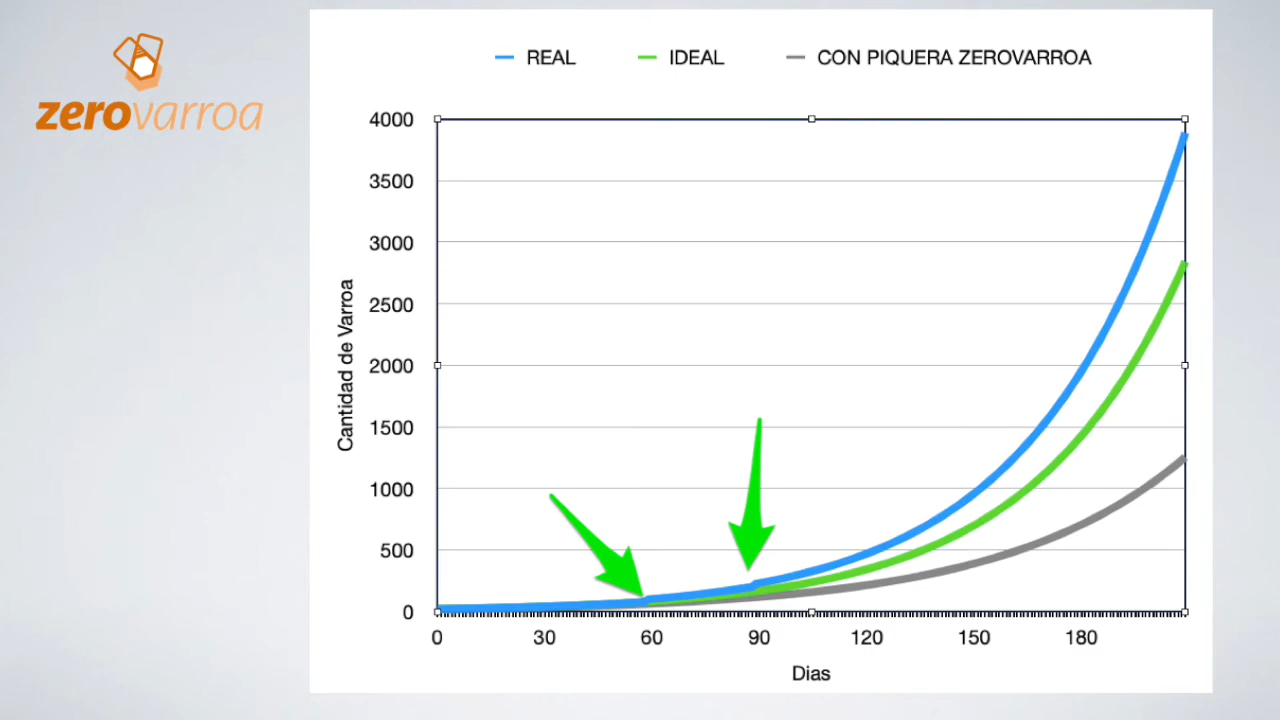 zerovarroa
REAL IDEAL CON PIQUERA ZEROVARROA
4000
3500
3000
2500
2000
1500
1000
500
0
Cantidad de Varroa
0 30 60 90 120 150 180
Dias